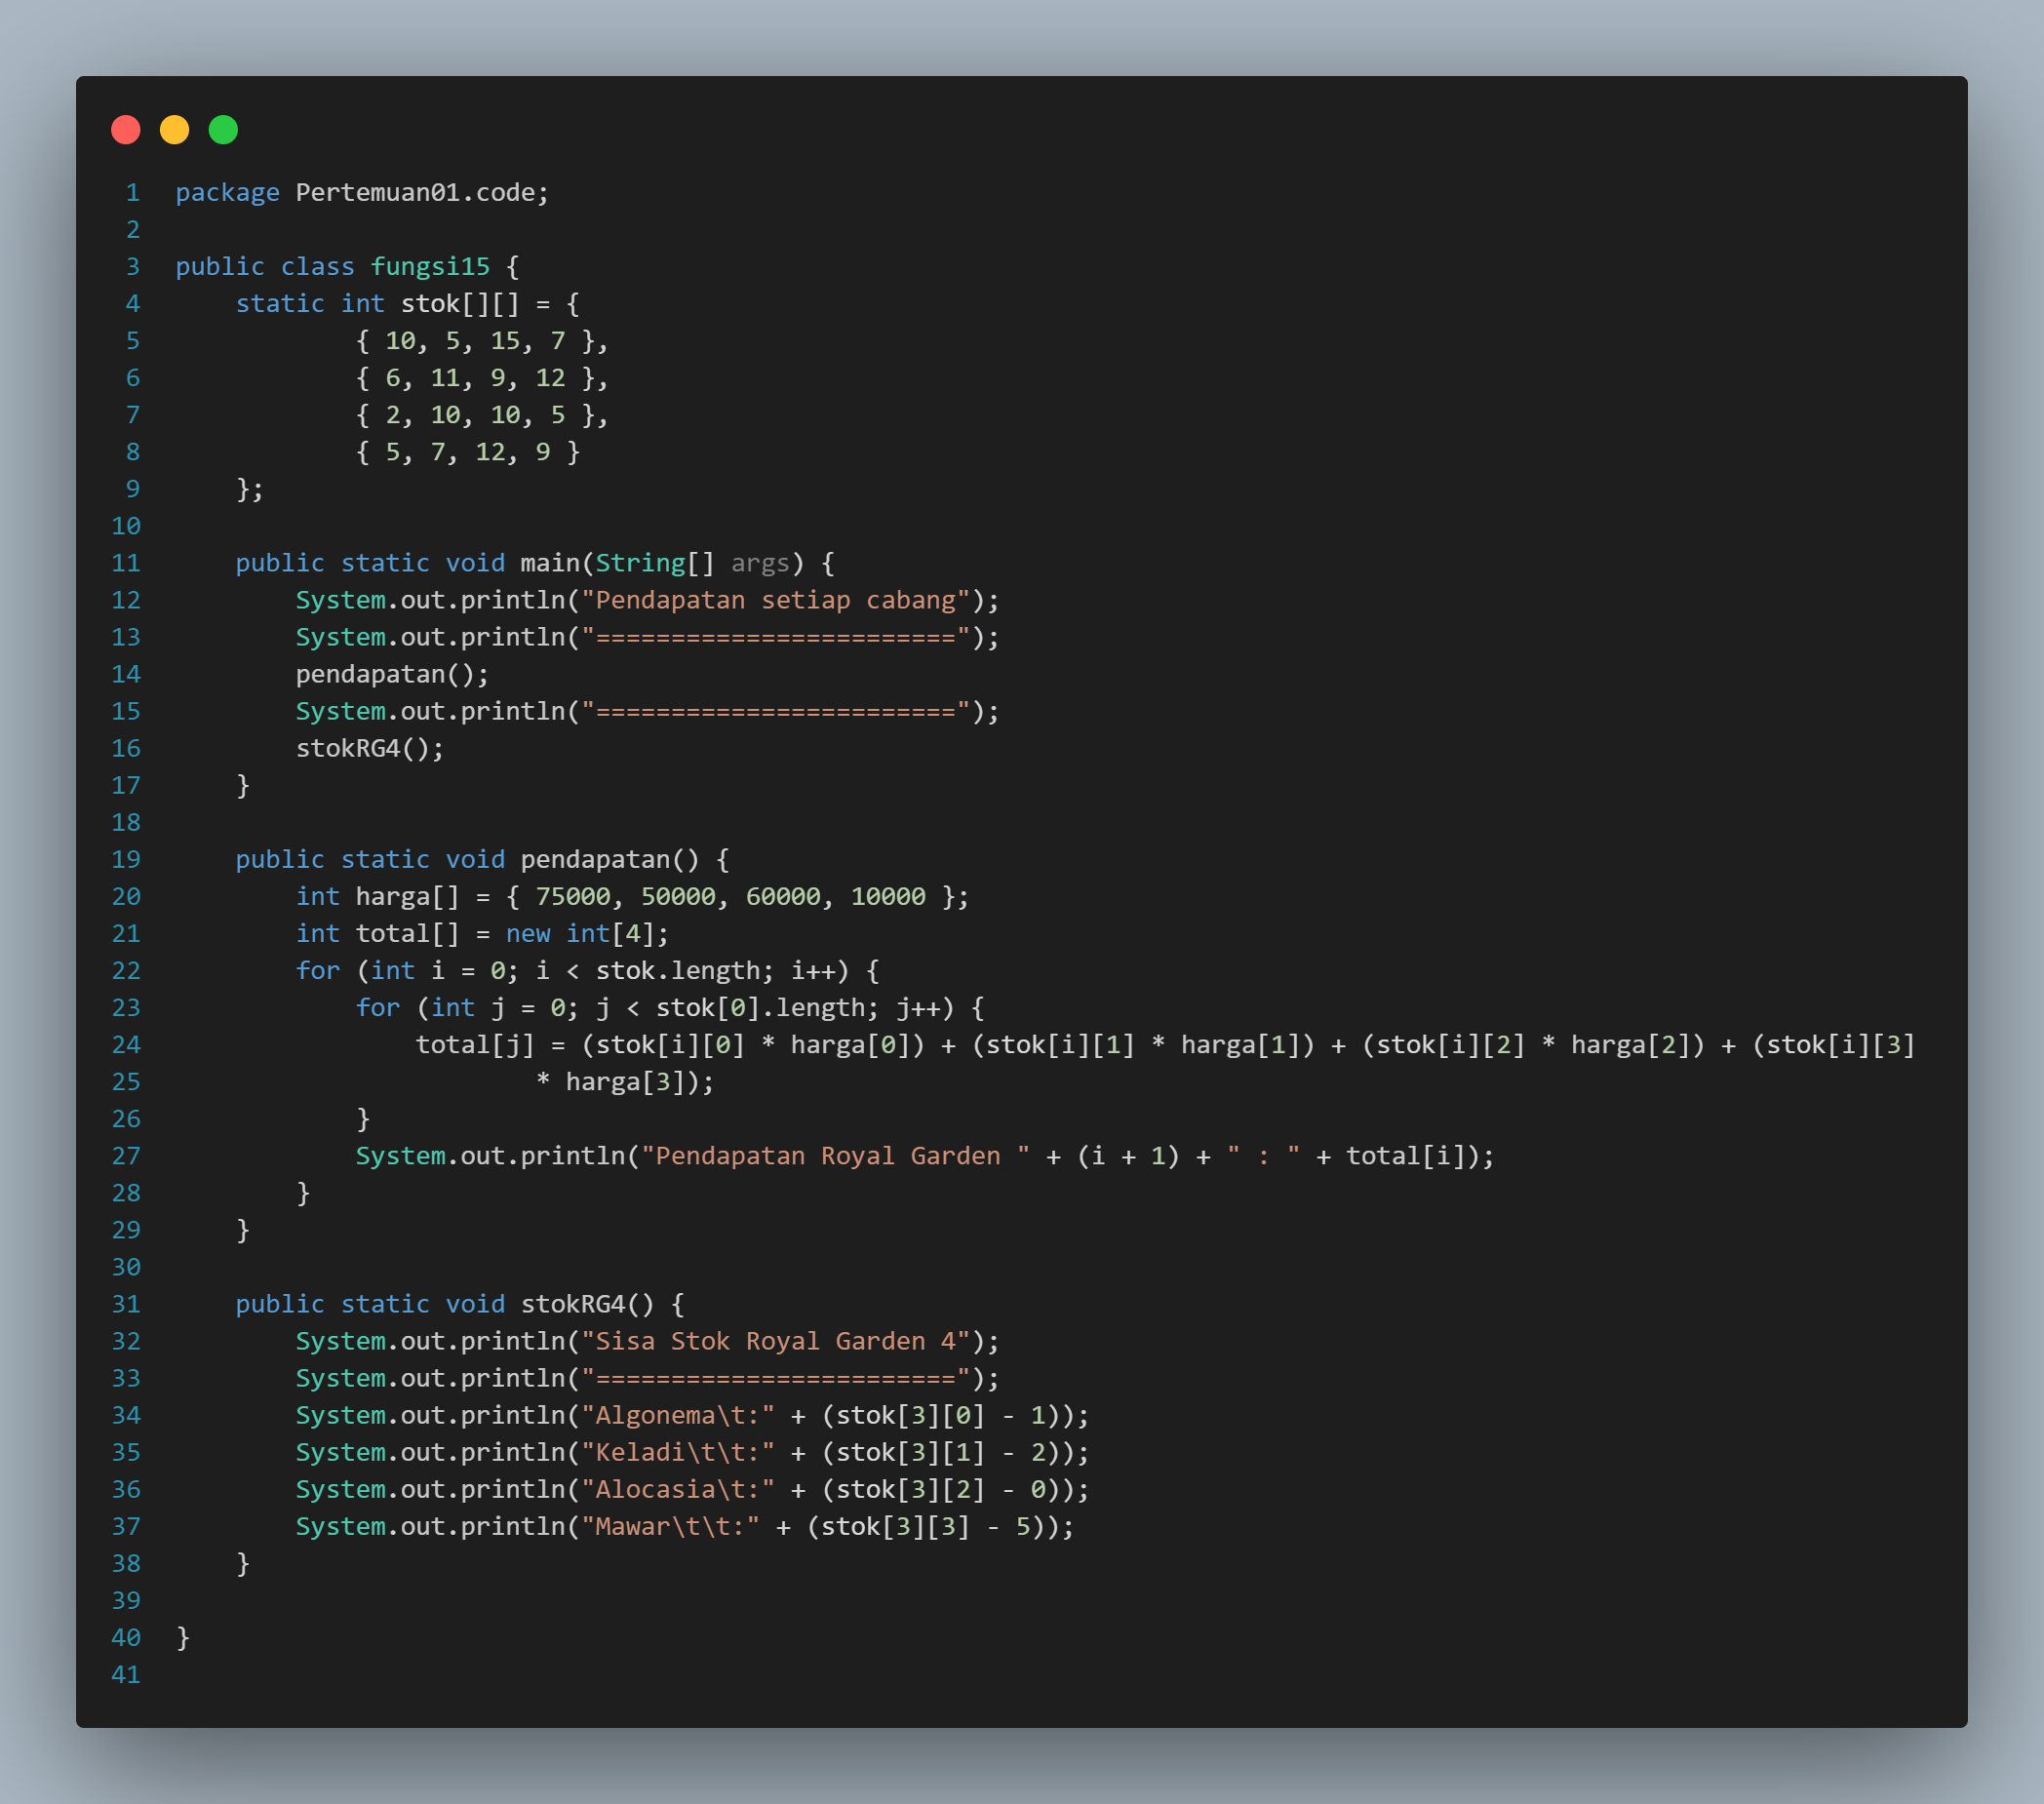 1 package Pertemuan01.code;
2
3 public class fungsi15 {
4     static int stok[][] = {
5             { 10, 5, 15, 7 },
6             { 6, 11, 9, 12 },
7             { 2, 10, 10, 5 },
8             { 5, 7, 12, 9 }
9     };
10
11     public static void main(String[] args) {
12         System.out.println("Pendapatan setiap cabang");
13         System.out.println("========================");
14         pendapatan();
15         System.out.println("========================");
16         stokRG4();
17     }
18
19     public static void pendapatan() {
20         int harga[] = { 75000, 50000, 60000, 10000 };
21         int total[] = new int[4];
22         for (int i = 0; i < stok.length; i++) {
23             for (int j = 0; j < stok[0].length; j++) {
24                 total[j] = (stok[i][0] * harga[0]) + (stok[i][1] * harga[1]) + (stok[i][2] * harga[2]) + (stok[i][3]
25                         * harga[3]);
26             }
27             System.out.println("Pendapatan Royal Garden " + (i + 1) + " : " + total[i]);
28         }
29     }
30
31     public static void stokRG4() {
32         System.out.println("Sisa Stok Royal Garden 4");
33         System.out.println("========================");
34         System.out.println("Algonema\t:" + (stok[3][0] - 1));
35         System.out.println("Keladi\t\t:" + (stok[3][1] - 2));
36         System.out.println("Alocasia\t:" + (stok[3][2] - 0));
37         System.out.println("Mawar\t\t:" + (stok[3][3] - 5));
38     }
39
40 }
41